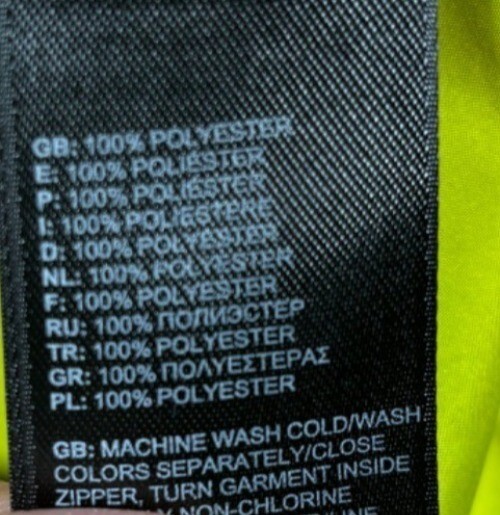 GB: 100% POLYESTER
E: 100% POLIÉSTER
P: 100% POLIÉSTER
I: 100% POLIESTERE
D: 100% POLYESTER
NL: 100% POLYESTER
F: 100% POLYESTER
RU: 100% ПОЛИЭСТЕР
TR: 100% POLYESTER
GR: 100% ΠΟΛΥΕΣΤΕΡΑΣ
PL: 100% POLYESTER
GB: MACHINE WASH COLD/WASH
COLORS SEPARATELY/CLOSE
ZIPPER, TURN GARMENT INSIDE
NON-CHLORINE